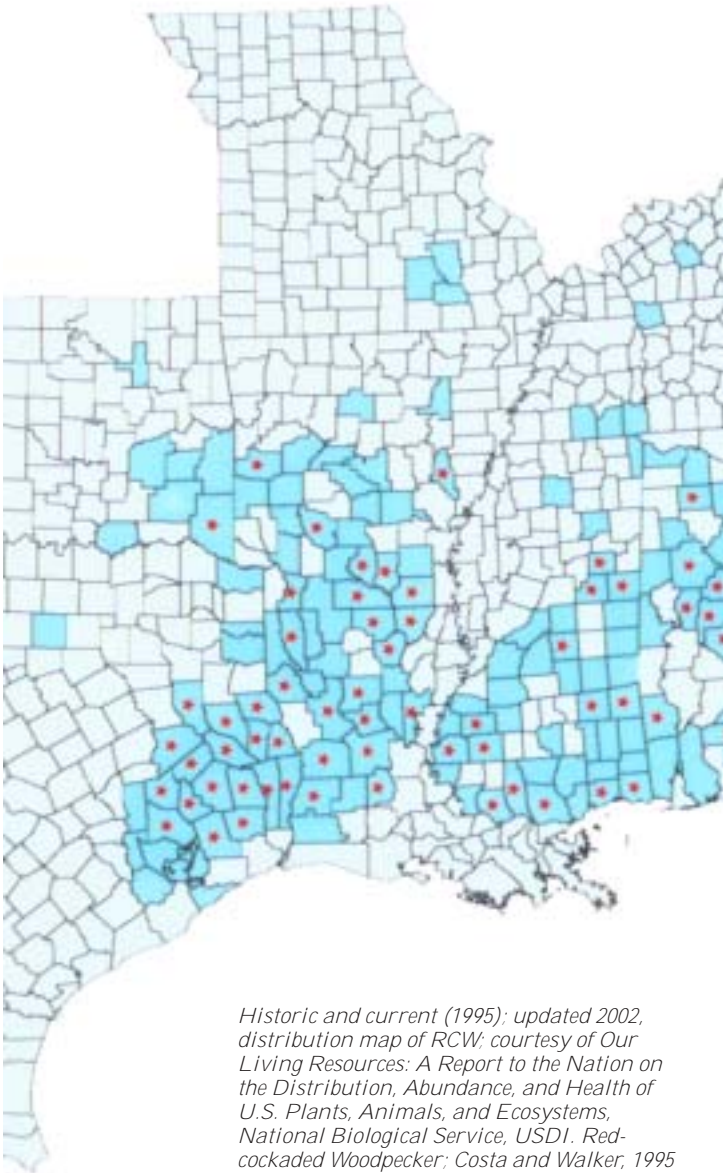 Historic and current (1995); updated 2002,
distribution map of RCW; courtesy of Our
Living Resources: A Report to the Nation on
the Distribution, Abundance, and Health of
U.S. Plants, Animals, and Ecosystems,
National Biological Service, USDI. Red-
cockaded Woodpecker; Costa and Walker, 1995